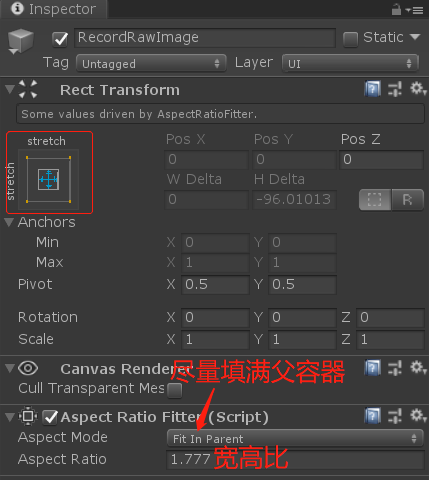 Inspector
RecordRawImage Static
Tag Untagged Layer UI
Rect Transform
Some values driven by AspectRatioFitter.
stretch
stretch
Pos X Pos Y Pos Z
0 0 0
W Delta H Delta
0 -96.01013
R
Anchors
Min X 0 Y 0
Max X 1 Y 1
Pivot X 0.5 Y 0.5
Rotation X 0 Y 0 Z 0
Scale X 1 Y 1 Z 1
Canvas Renderer
尽量填满父容器
Cull Transparent Mes
Aspect Ratio Fitter (Script)
Aspect Mode Fit In Parent
Aspect Ratio 1.777 宽高比